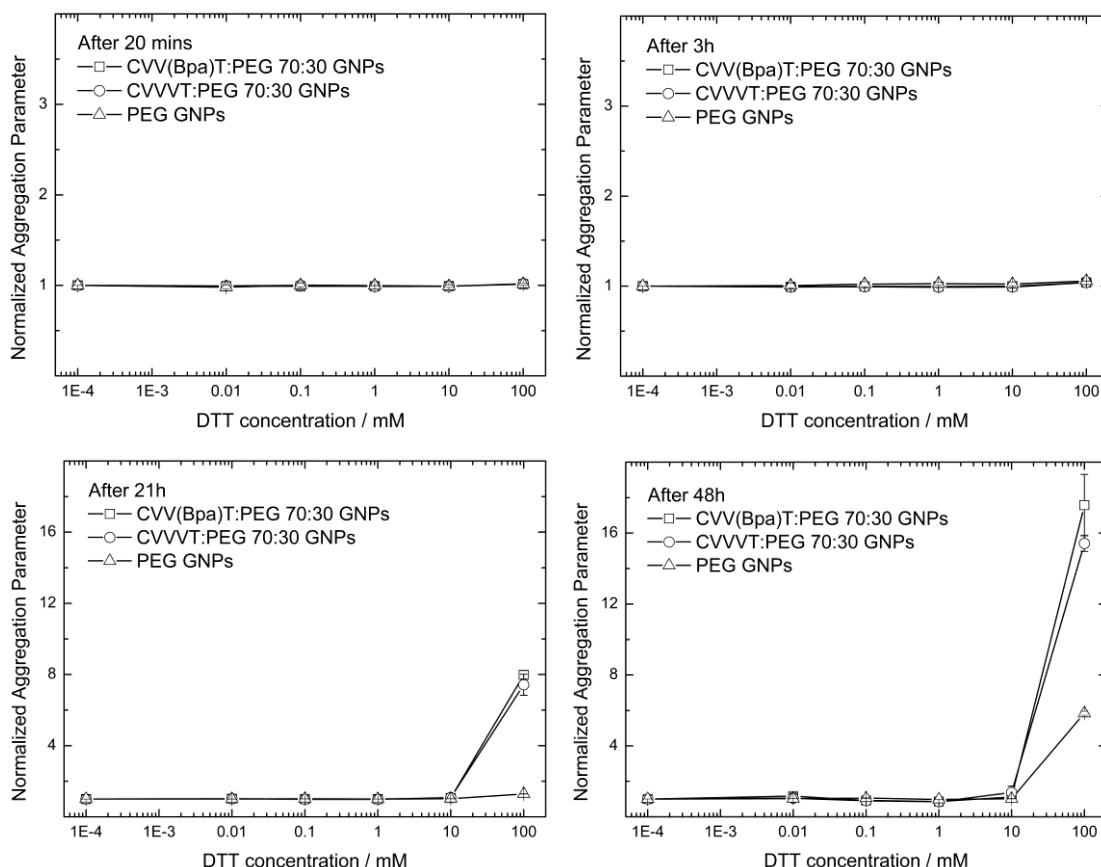 After 20 mins
CVV(Bpa)T:PEG 70:30 GNPs
CVVVT:PEG 70:30 GNPs
PEG GNPs
Normalized Aggregation Parameter
3
2
1
1E-4 1E-3 0.01 0.1 1 10 100
DTT concentration / mM
After 3h
CVV(Bpa)T:PEG 70:30 GNPs
CVVVT:PEG 70:30 GNPs
PEG GNPs
Normalized Aggregation Parameter
3
2
1
1E-4 1E-3 0.01 0.1 1 10 100
DTT concentration / mM
After 21h
CVV(Bpa)T:PEG 70:30 GNPs
CVVVT:PEG 70:30 GNPs
PEG GNPs
Normalized Aggregation Parameter
16
12
8
4
1E-4 1E-3 0.01 0.1 1 10 100
DTT concentration / mM
After 48h
CVV(Bpa)T:PEG 70:30 GNPs
CVVVT:PEG 70:30 GNPs
PEG GNPs
Normalized Aggregation Parameter
16
12
8
4
1E-4 1E-3 0.01 0.1 1 10 100
DTT concentration / mM